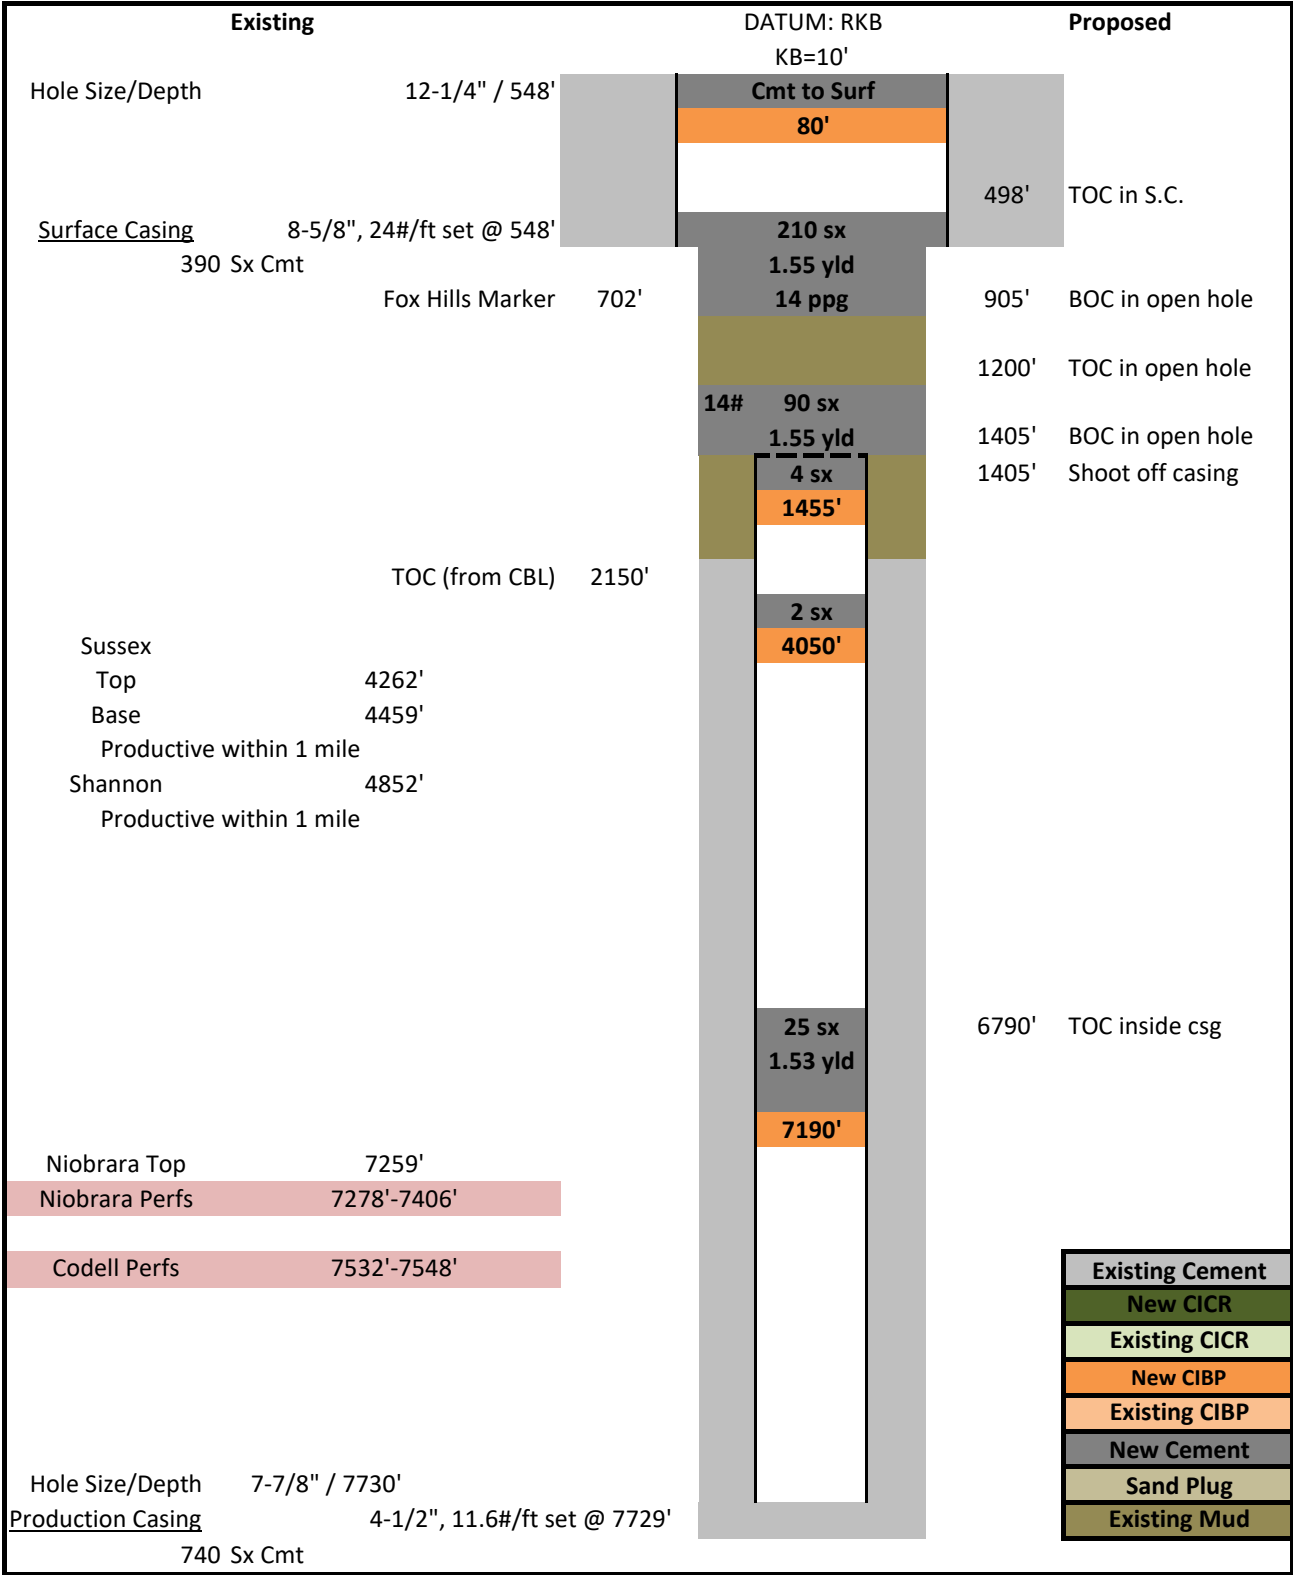 Existing DATUM: RKB Proposed
KB=10'
Hole Size/Depth 12-1/4" / 548' Cmt to Surf
80'
498' TOC in S.C.
Surface Casing 8-5/8", 24#/ft set @ 548' 210 sx
390 Sx Cmt 1.55 yld
Fox Hills Marker 702' 14 ppg 905' BOC in open hole
1200' TOC in open hole
14# 90 sx
1.55 yld 1405' BOC in open hole
4 sx 1405' Shoot off casing
1455'
TOC (from CBL) 2150'
2 sx
Sussex 4050'
Top 4262'
Base 4459'
Productive within 1 mile
Shannon 4852'
Productive within 1 mile
25 sx 6790' TOC inside csg
1.53 yld
7190'
Niobrara Top 7259'
Niobrara Perfs 7278'-7406'
Codell Perfs 7532'-7548' Existing Cement
New CICR
Existing CICR
New CIBP
Existing CIBP
New Cement
Hole Size/Depth 7-7/8" / 7730' Sand Plug
Production Casing 4-1/2", 11.6#/ft set @ 7729' Existing Mud
740 Sx Cmt